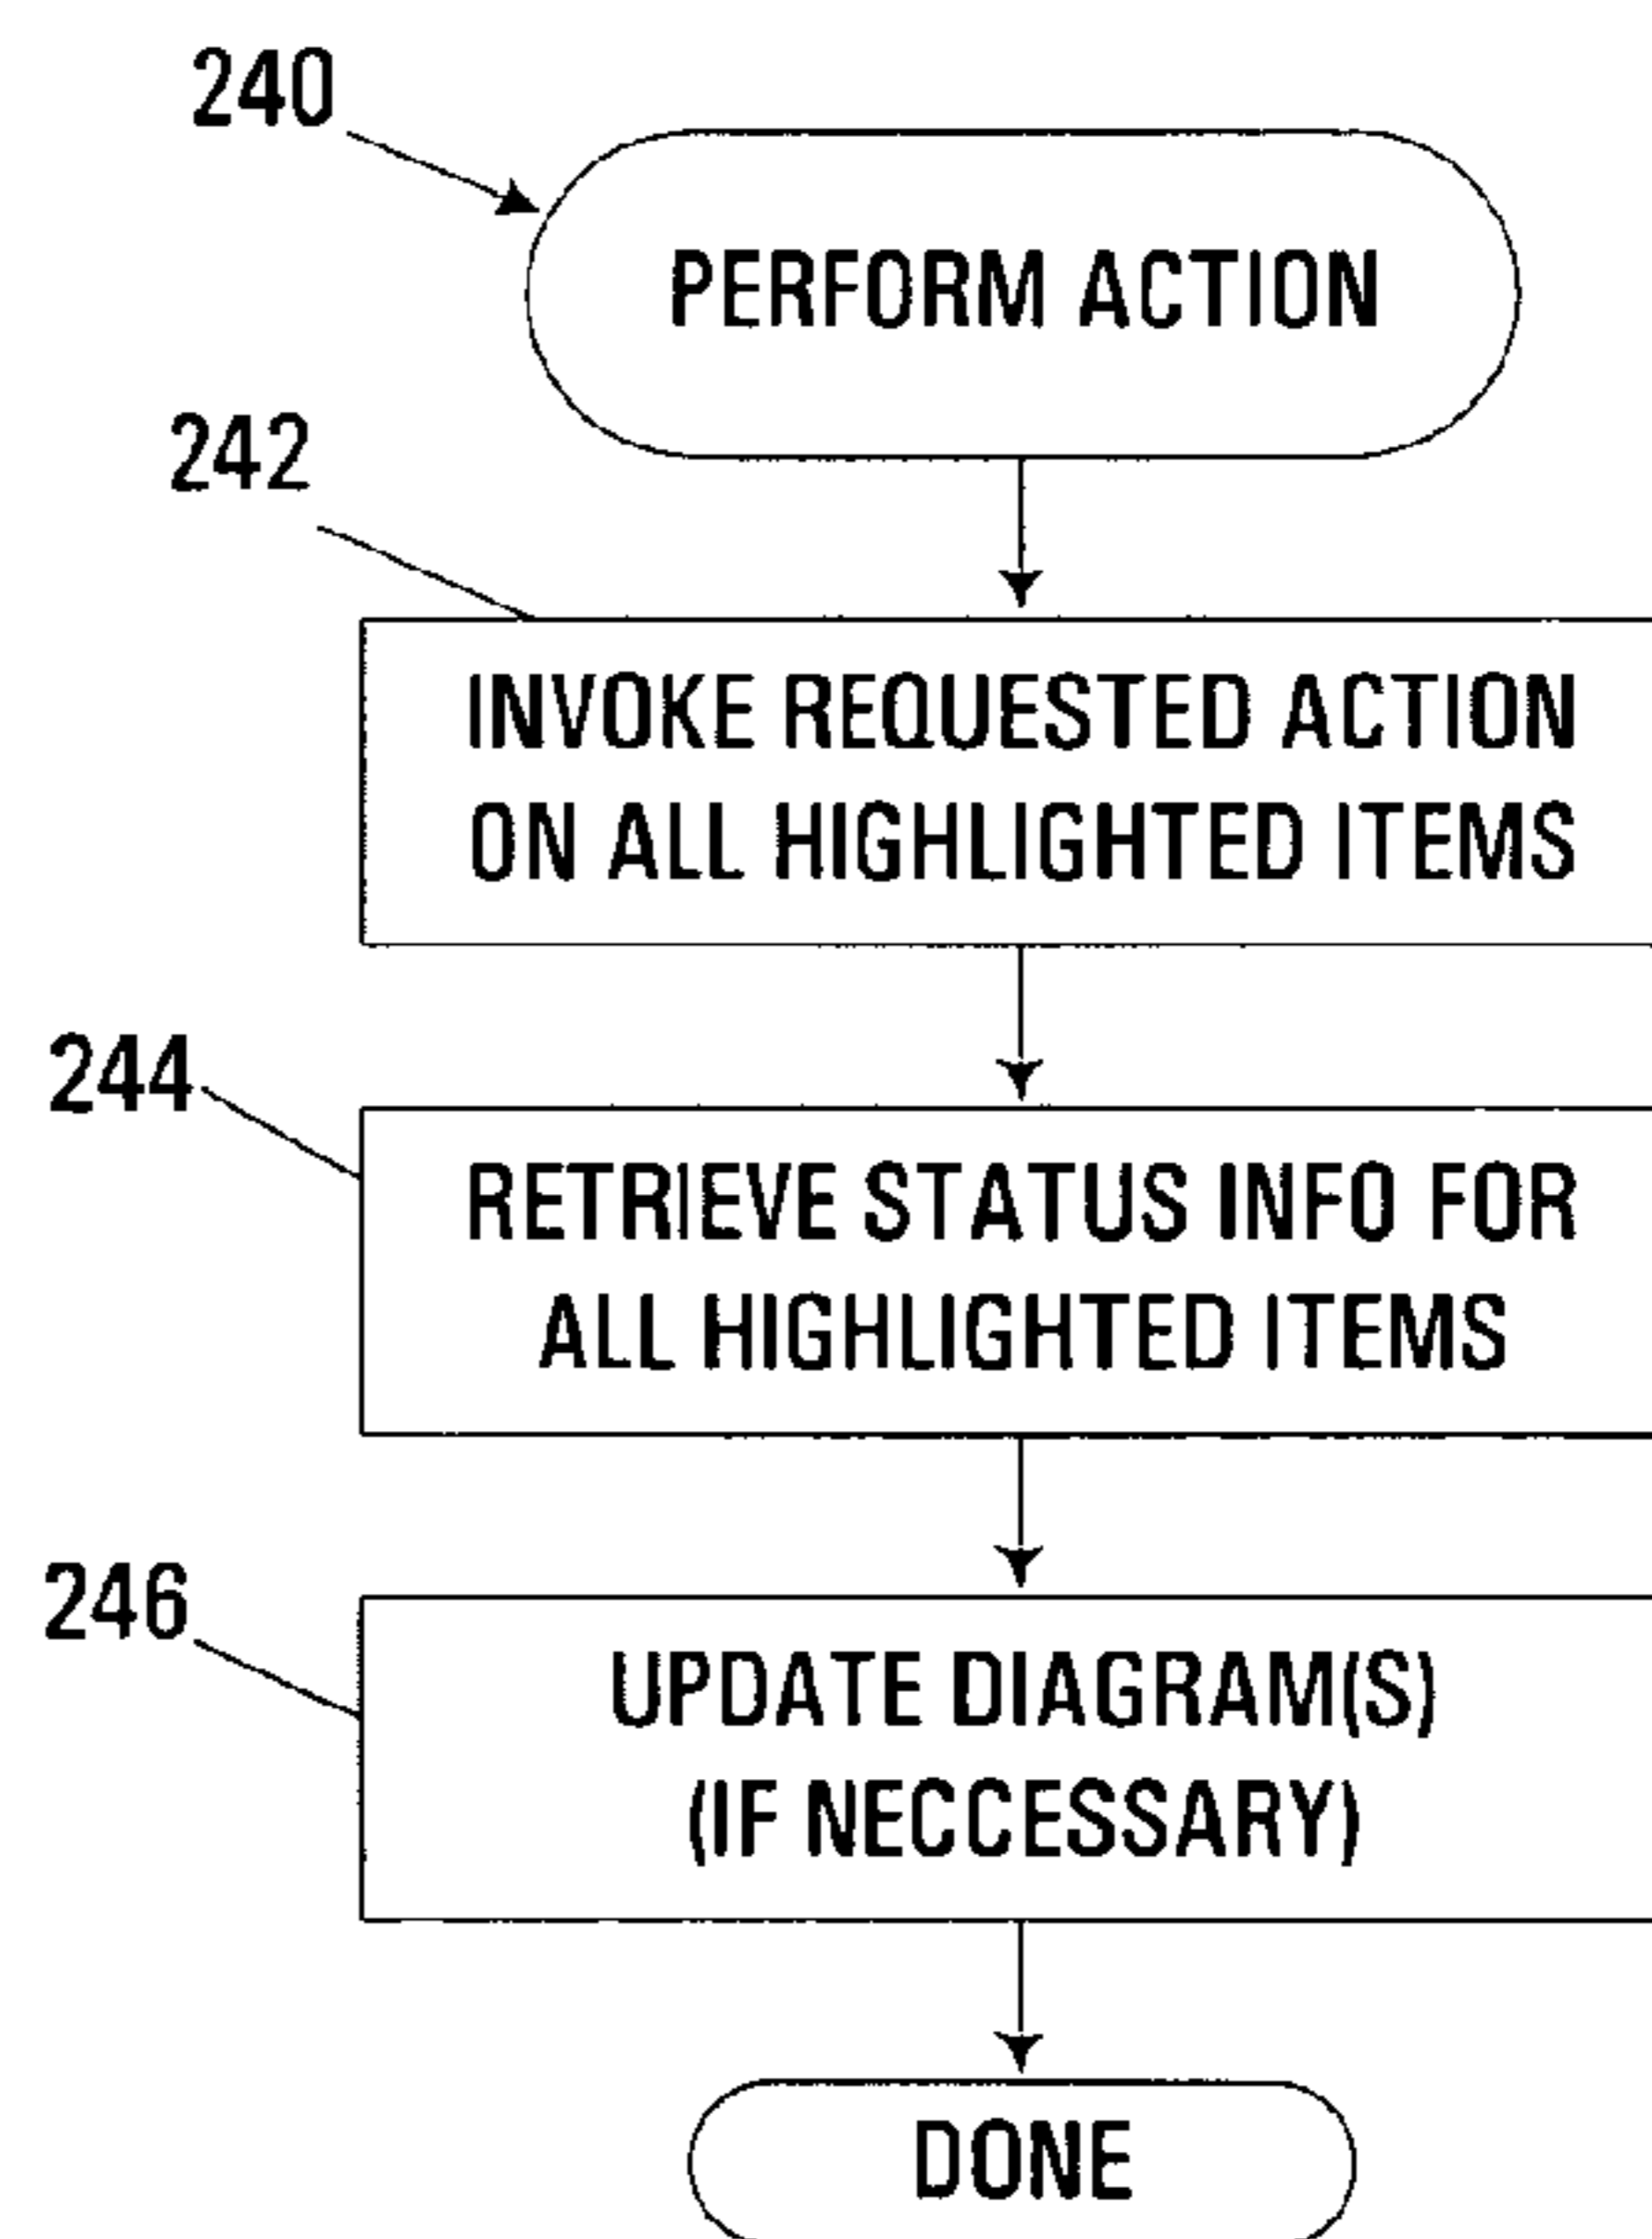 240
PERFORM ACTION
242
INVOKE REQUESTED ACTION
ON ALL HIGHLIGHTED ITEMS
244
RETRIEVE STATUS INFO FOR
ALL HIGHLIGHTED ITEMS
246
UPDATE DIAGRAM(S)
(IF NECCESSARY)
DONE